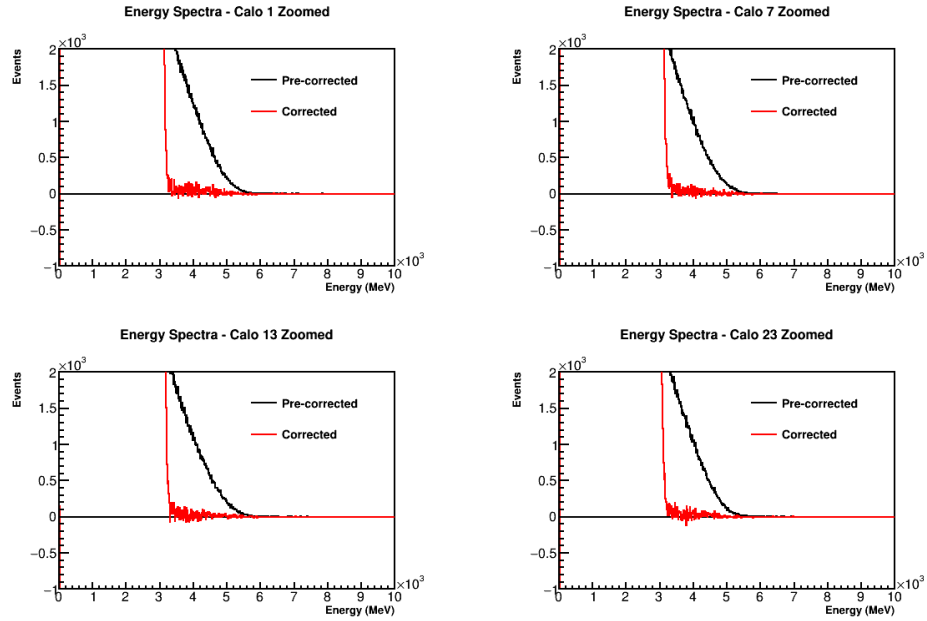 Energy Spectra - Calo 1 Zoomed
×10³
Events
2
1.5
1
0.5
0
−0.5
−1
Pre-corrected
Corrected
0 1 2 3 4 5 6 7 8 9 10
×10³
Energy (MeV)
Energy Spectra - Calo 7 Zoomed
×10³
Events
2
1.5
1
0.5
0
−0.5
−1
Pre-corrected
Corrected
0 1 2 3 4 5 6 7 8 9 10
×10³
Energy (MeV)
Energy Spectra - Calo 13 Zoomed
×10³
Events
2
1.5
1
0.5
0
−0.5
−1
Pre-corrected
Corrected
0 1 2 3 4 5 6 7 8 9 10
×10³
Energy (MeV)
Energy Spectra - Calo 23 Zoomed
×10³
Events
2
1.5
1
0.5
0
−0.5
−1
Pre-corrected
Corrected
0 1 2 3 4 5 6 7 8 9 10
×10³
Energy (MeV)